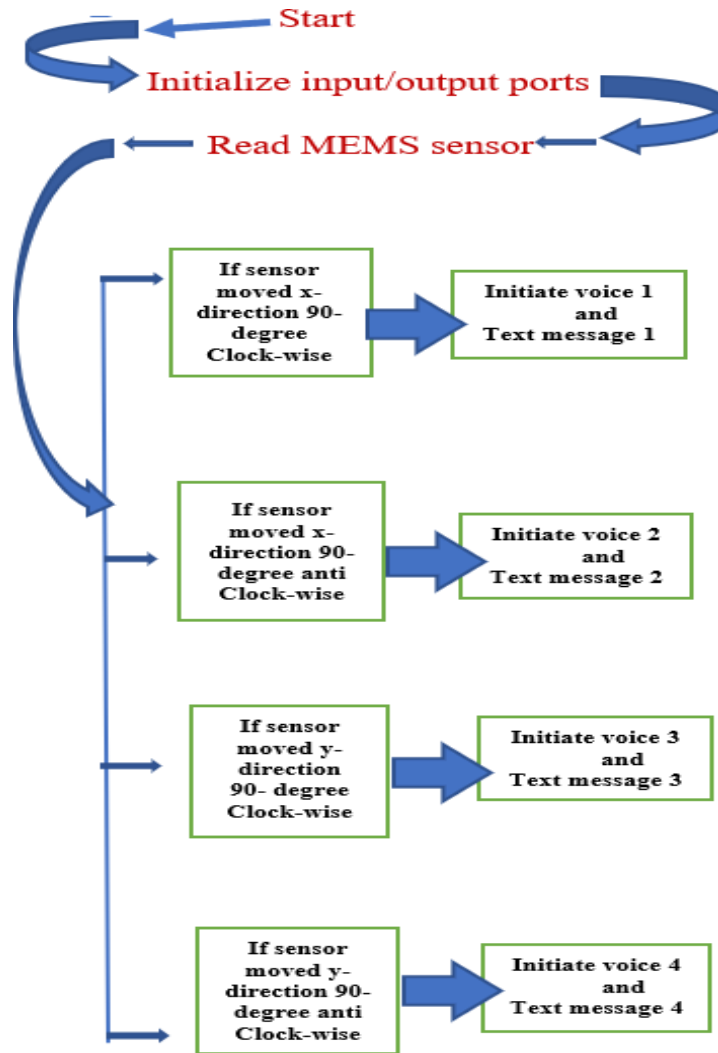 Start
Initialize input/output ports
Read MEMS sensor
If sensor
moved x-
direction 90-
degree
Clock-wise
Initiate voice 1
and
Text message 1
If sensor
moved x-
direction 90-
degree anti
Clock-wise
Initiate voice 2
and
Text message 2
If sensor
moved y-
direction
90- degree
Clock-wise
Initiate voice 3
and
Text message 3
If sensor
moved y-
direction 90-
degree anti
Clock-wise
Initiate voice 4
and
Text message 4